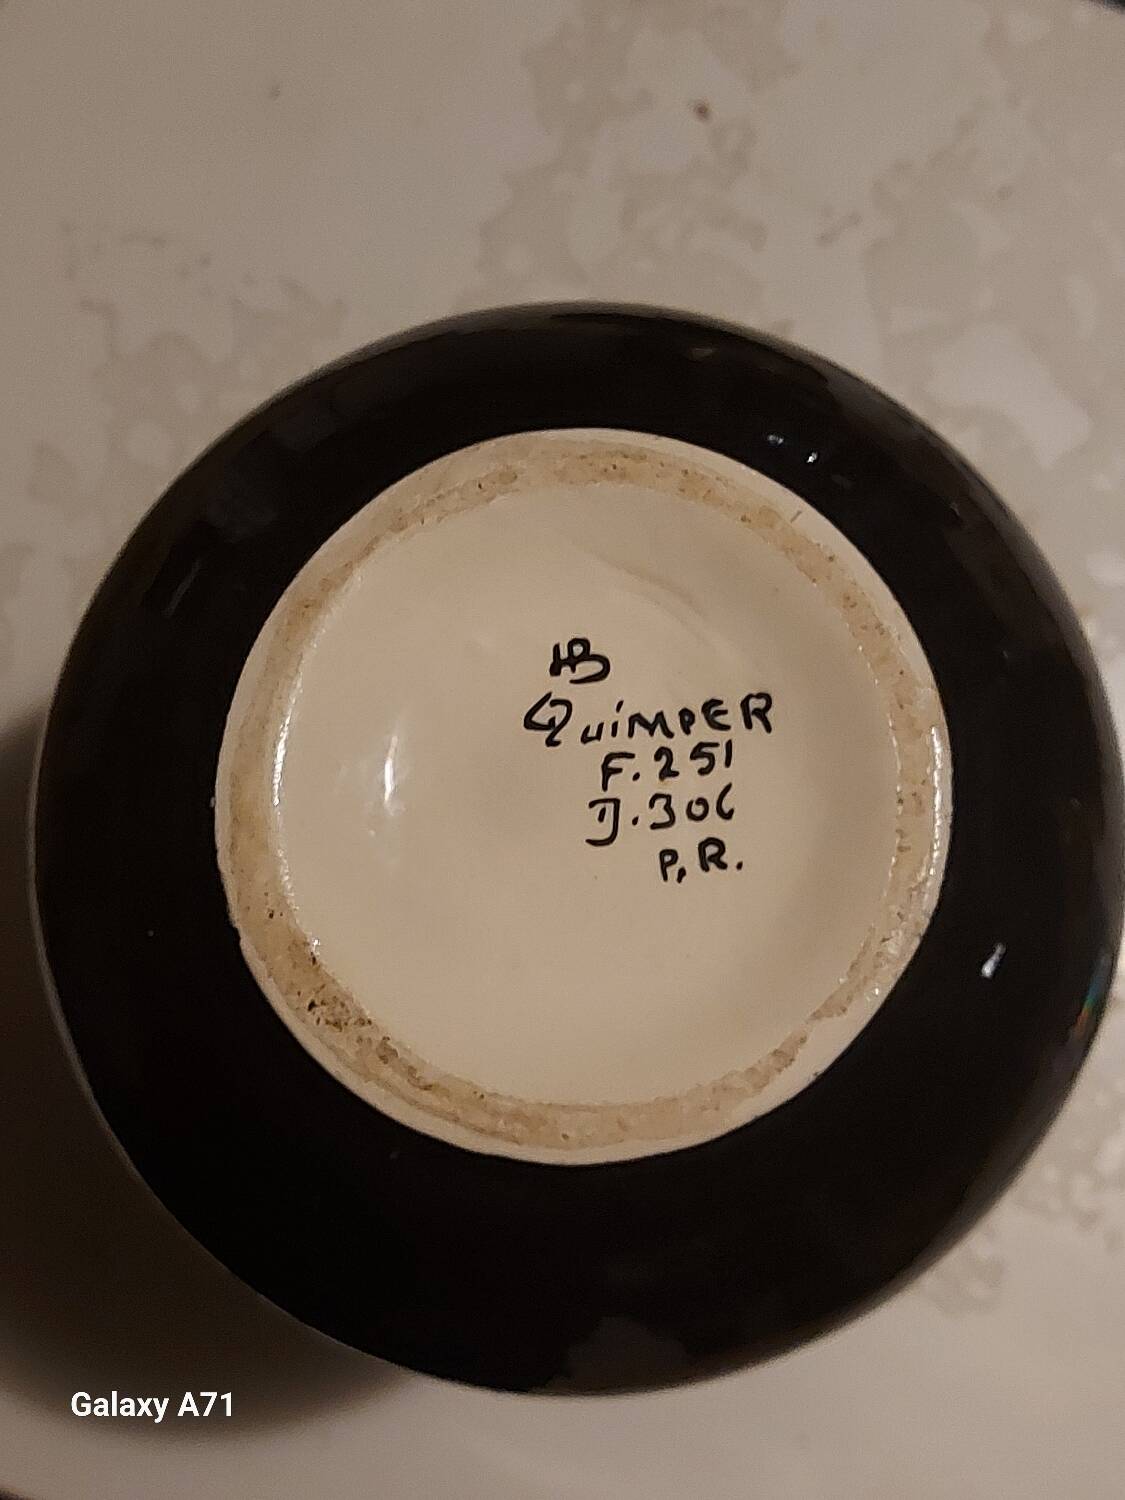 HB
QuimPER
F.251
D.306
P.R.
Galaxy A71